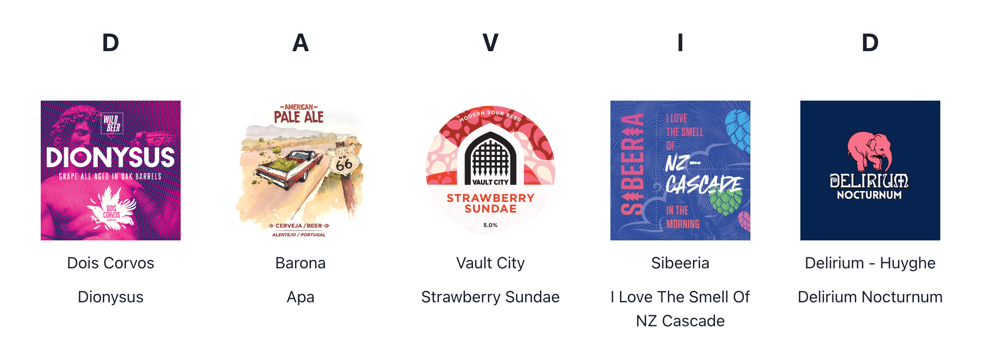 D
A
V
I
D
WILD
BEER
DIONYSUS
GRAPE ALE AGED IN OAK BARRELS
DOIS
CORVOS
AMERICAN
PALE ALE
66
CERVEJA / BEER
ALENTEJO / PORTUGAL
MODERN SOUR BEER
VAULT CITY
STRAWBERRY
SUNDAE
5.0%
SIBEERIA
I LOVE
THE SMELL
OF
NZ-
CASCADE
IN THE
MORNING
DELIRIUM
NOCTURNUM
Dois Corvos
Barona
Vault City
Sibeeria
Delirium - Huyghe
Dionysus
Apa
Strawberry Sundae
I Love The Smell Of
NZ Cascade
Delirium Nocturnum